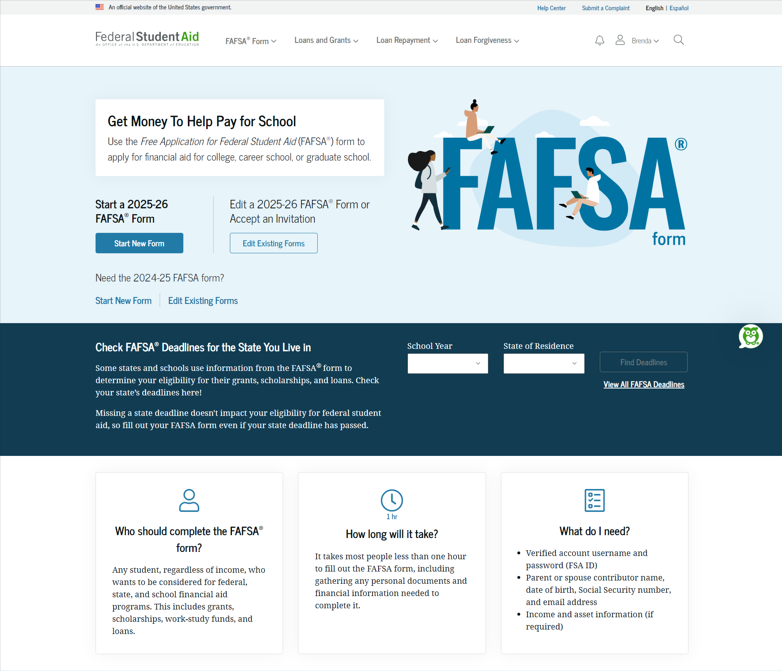 An official website of the United States government.
Help Center
Submit a Complaint
English | Español
Federal Student Aid
An OFFICE of the U.S. DEPARTMENT of EDUCATION
FAFSA® Form
Loans and Grants
Loan Repayment
Loan Forgiveness
Brenda
Get Money To Help Pay for School
Use the Free Application for Federal Student Aid (FAFSA®) form to
apply for financial aid for college, career school, or graduate school.
FAFSA®
form
Start a 2025-26
FAFSA® Form
Start New Form
Edit a 2025-26 FAFSA® Form or
Accept an Invitation
Edit Existing Forms
Need the 2024-25 FAFSA form?
Start New Form
Edit Existing Forms
Check FAFSA® Deadlines for the State You Live In
Some states and schools use information from the FAFSA® form to
determine your eligibility for their grants, scholarships, and loans. Check
your state's deadlines here!
Missing a state deadline doesn't impact your eligibility for federal student
aid, so fill out your FAFSA form even if your state deadline has passed.
School Year
State of Residence
Find Deadlines
View All FAFSA Deadlines
Who should complete the FAFSA®
form?
Any student, regardless of income, who
wants to be considered for federal,
state, and school financial aid
programs. This includes grants,
scholarships, work-study funds, and
loans.
1 hr
How long will it take?
It takes most people less than one hour
to fill out the FAFSA form, including
gathering any personal documents and
financial information needed to
complete it.
What do I need?
• Verified account username and
password (FSA ID)
• Parent or spouse contributor name,
date of birth, Social Security number,
and email address
• Income and asset information (if
required)